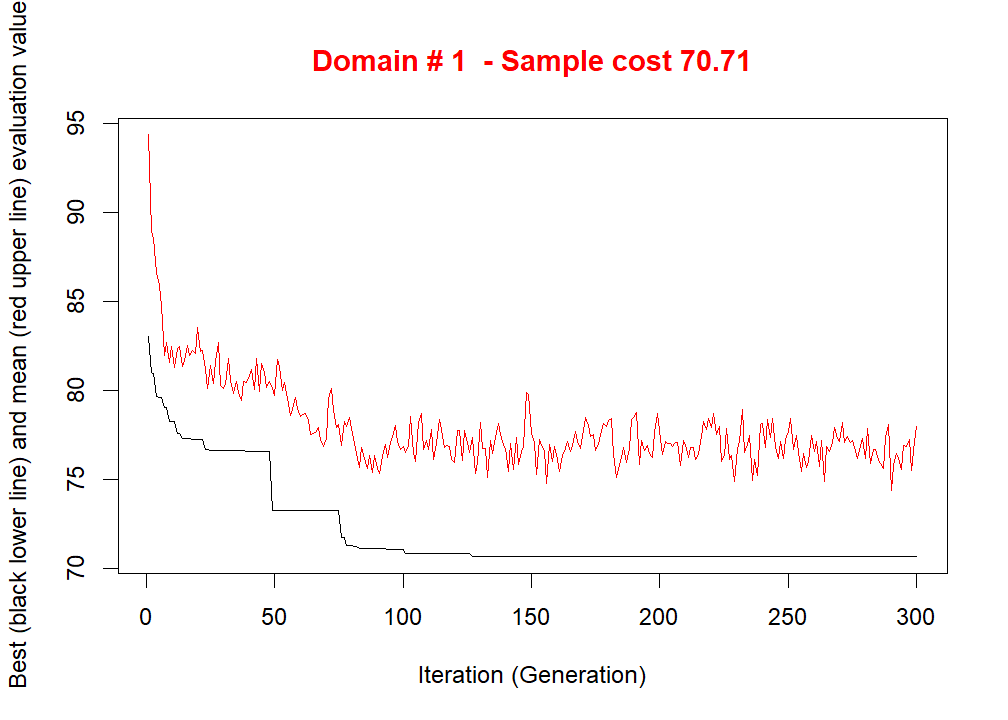 Domain # 1  - Sample cost 70.71
Best (black lower line) and mean (red upper line) evaluation value
95
90
85
80
75
70
0 50 100 150 200 250 300
Iteration (Generation)